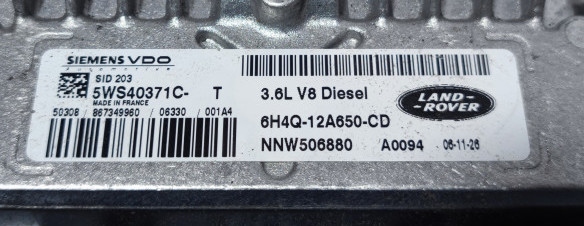 SIEMENS VDO
Automotive
SID 203
5WS40371C- T
MADE IN FRANCE
50308 / 867349960 / 06330 / 001A4
3.6L V8 Diesel
LAND-
ROVER
6H4Q-12A650-CD
NNW506880 A0094 06-11-26